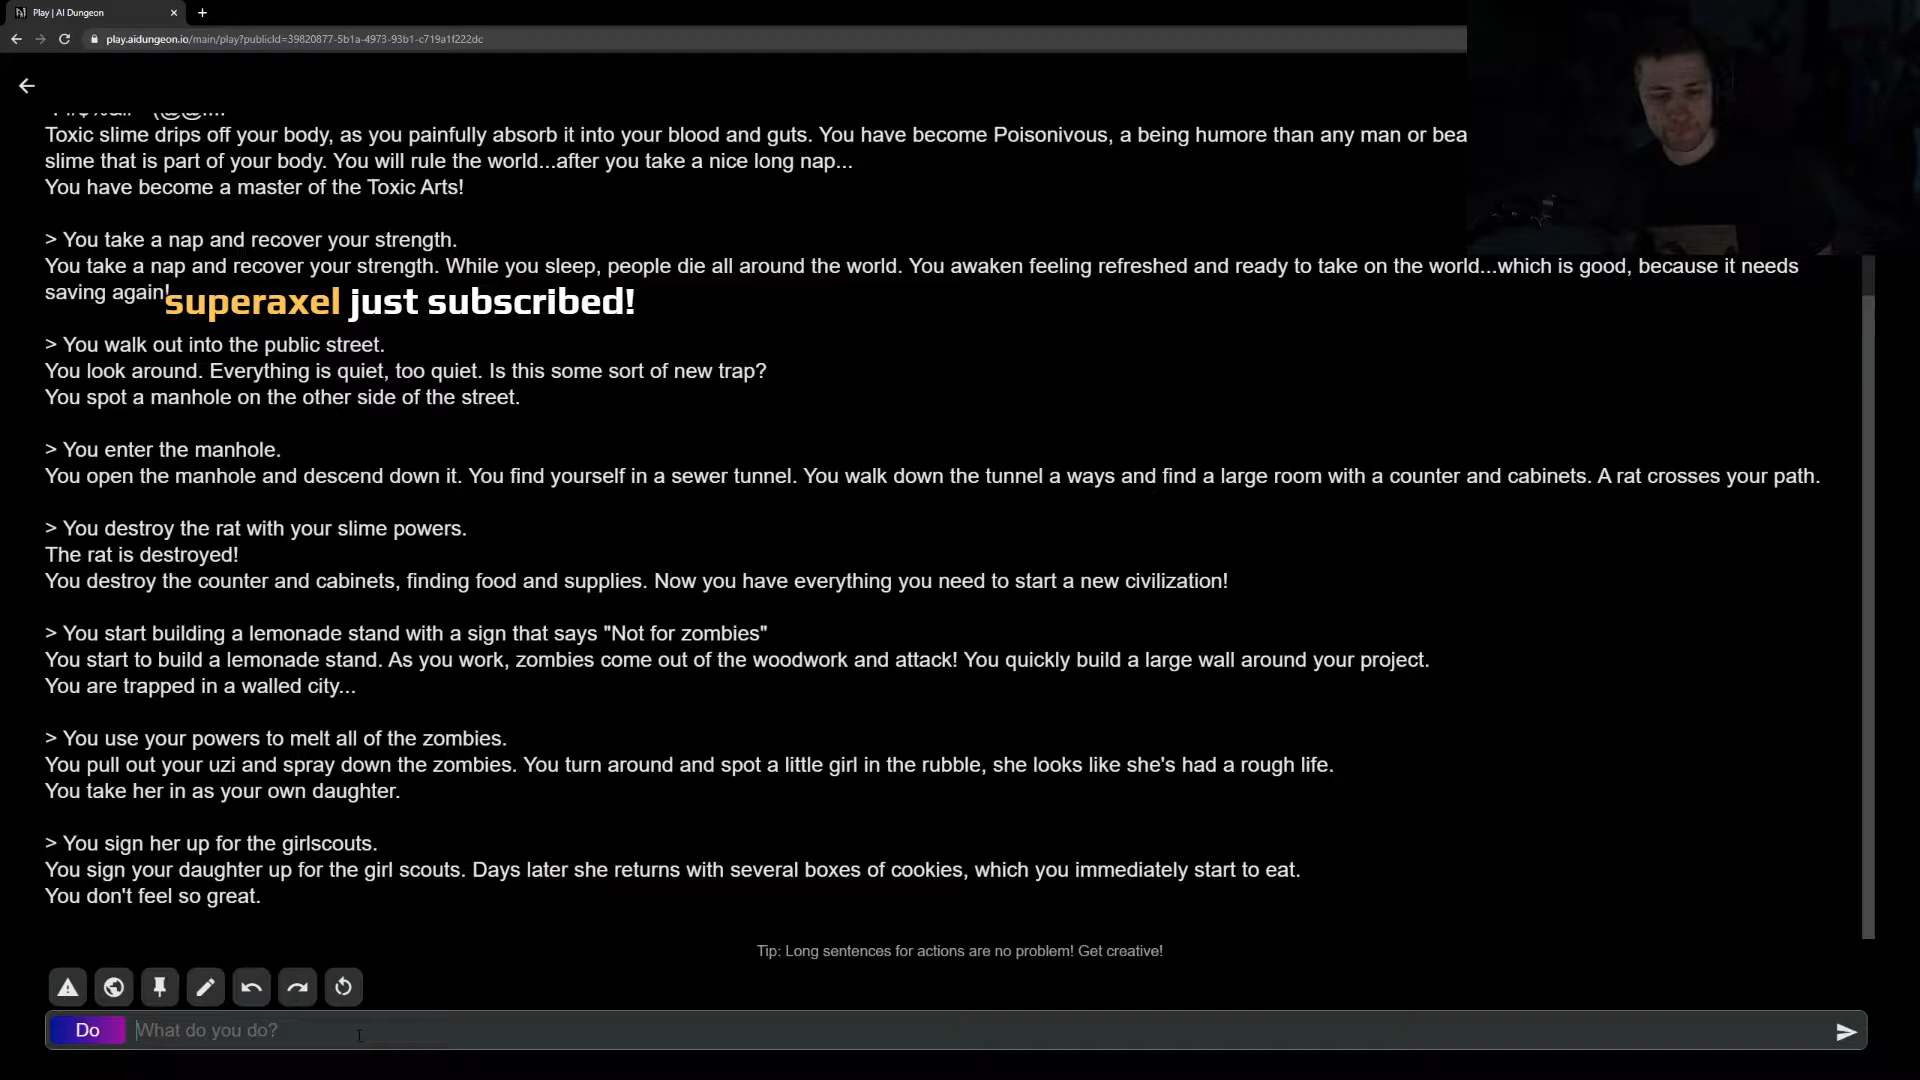 Play | AI Dungeon
play.aidungeon.io/main/play?publicId=39820877-5b1a-4973-93b1-c719a1f222dc
Toxic slime drips off your body, as you painfully absorb it into your blood and guts. You have become Poisonivous, a being humore than any man or bea
slime that is part of your body. You will rule the world...after you take a nice long nap...
You have become a master of the Toxic Arts!
> You take a nap and recover your strength.
You take a nap and recover your strength. While you sleep, people die all around the world. You awaken feeling refreshed and ready to take on the world...which is good, because it needs
saving again!
superaxel just subscribed!
> You walk out into the public street.
You look around. Everything is quiet, too quiet. Is this some sort of new trap?
You spot a manhole on the other side of the street.
> You enter the manhole.
You open the manhole and descend down it. You find yourself in a sewer tunnel. You walk down the tunnel a ways and find a large room with a counter and cabinets. A rat crosses your path.
> You destroy the rat with your slime powers.
The rat is destroyed!
You destroy the counter and cabinets, finding food and supplies. Now you have everything you need to start a new civilization!
> You start building a lemonade stand with a sign that says "Not for zombies"
You start to build a lemonade stand. As you work, zombies come out of the woodwork and attack! You quickly build a large wall around your project.
You are trapped in a walled city...
> You use your powers to melt all of the zombies.
You pull out your uzi and spray down the zombies. You turn around and spot a little girl in the rubble, she looks like she's had a rough life.
You take her in as your own daughter.
> You sign her up for the girlscouts.
You sign your daughter up for the girl scouts. Days later she returns with several boxes of cookies, which you immediately start to eat.
You don't feel so great.
Tip: Long sentences for actions are no problem! Get creative!
Do What do you do?